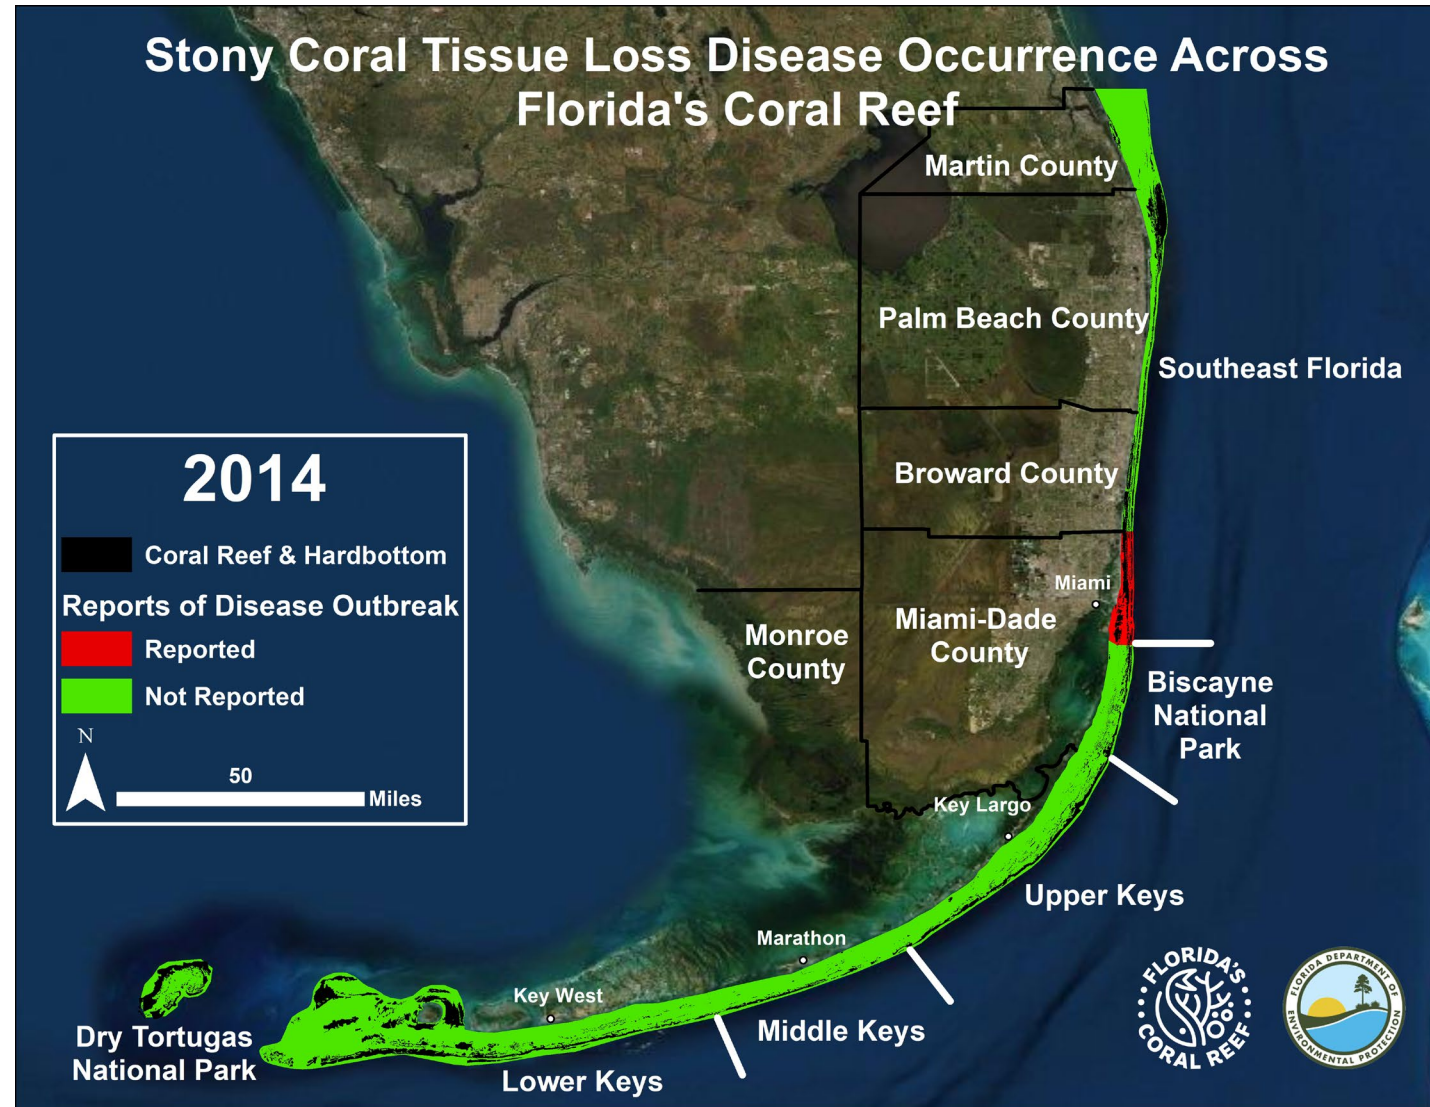 Stony Coral Tissue Loss Disease Occurrence Across
Florida's Coral Reef
Martin County
Palm Beach County
Southeast Florida
Broward County
2014
Coral Reef & Hardbottom
Reports of Disease Outbreak
Reported
Not Reported
N
50
Miles
Miami
Miami-Dade
County
Monroe
County
Biscayne
National
Park
Key Largo
Upper Keys
Marathon
Key West
Middle Keys
Lower Keys
Dry Tortugas
National Park
FLORIDA'S
CORAL REEF
FLORIDA DEPARTMENT OF
ENVIRONMENTAL PROTECTION